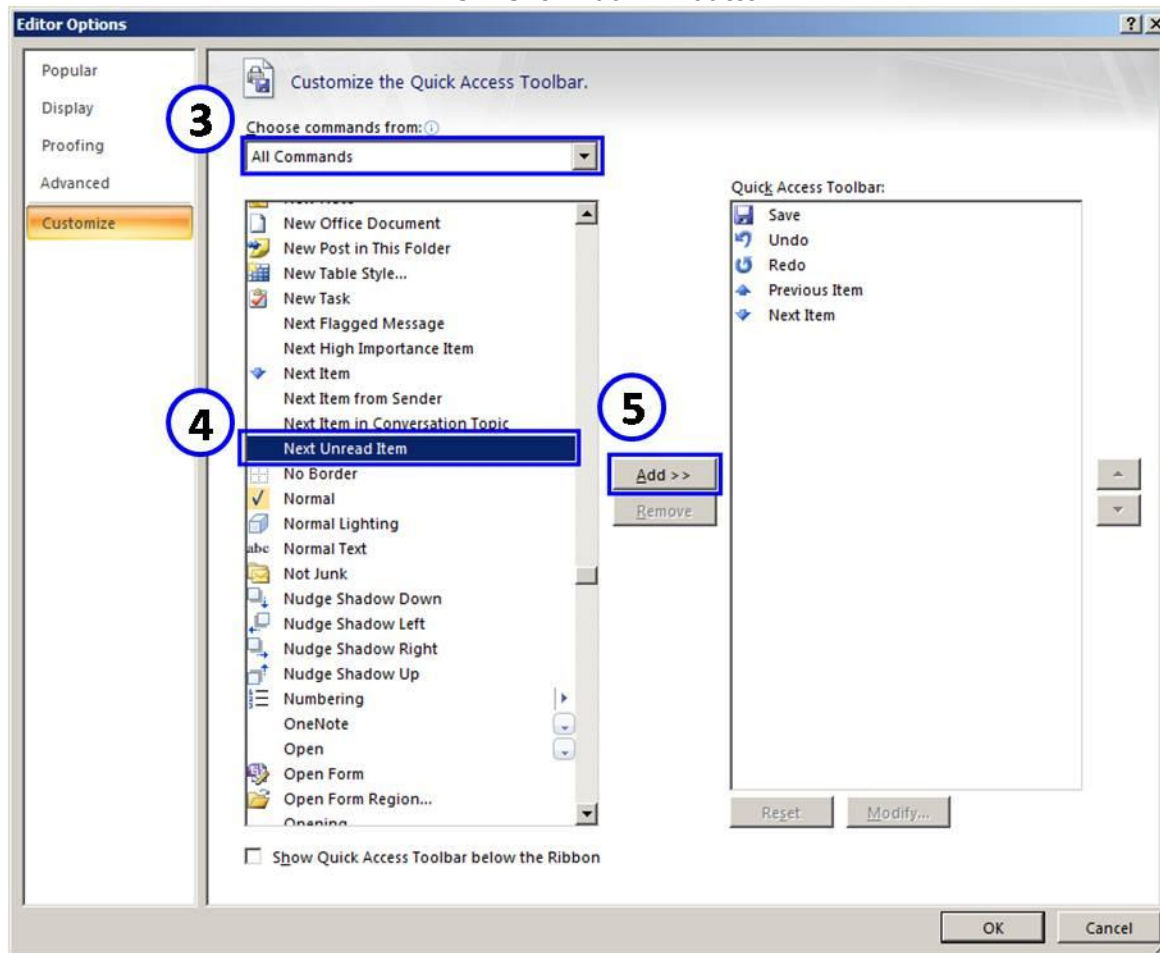 Editor Options
Popular
Display
Proofing
Advanced
Customize
Customize the Quick Access Toolbar.
3
Choose commands from:
All Commands
New Office Document
New Post in This Folder
New Table Style...
New Task
Next Flagged Message
Next High Importance Item
Next Item
Next Item from Sender
Next Item in Conversation Topic
4
Next Unread Item
No Border
Normal
Normal Lighting
abc Normal Text
Not Junk
Nudge Shadow Down
Nudge Shadow Left
Nudge Shadow Right
Nudge Shadow Up
Numbering
OneNote
Open
Open Form
Open Form Region...
Opening
Show Quick Access Toolbar below the Ribbon
5
Add >>
Remove
Quick Access Toolbar:
Save
Undo
Redo
Previous Item
Next Item
Reset
Modify...
OK
Cancel